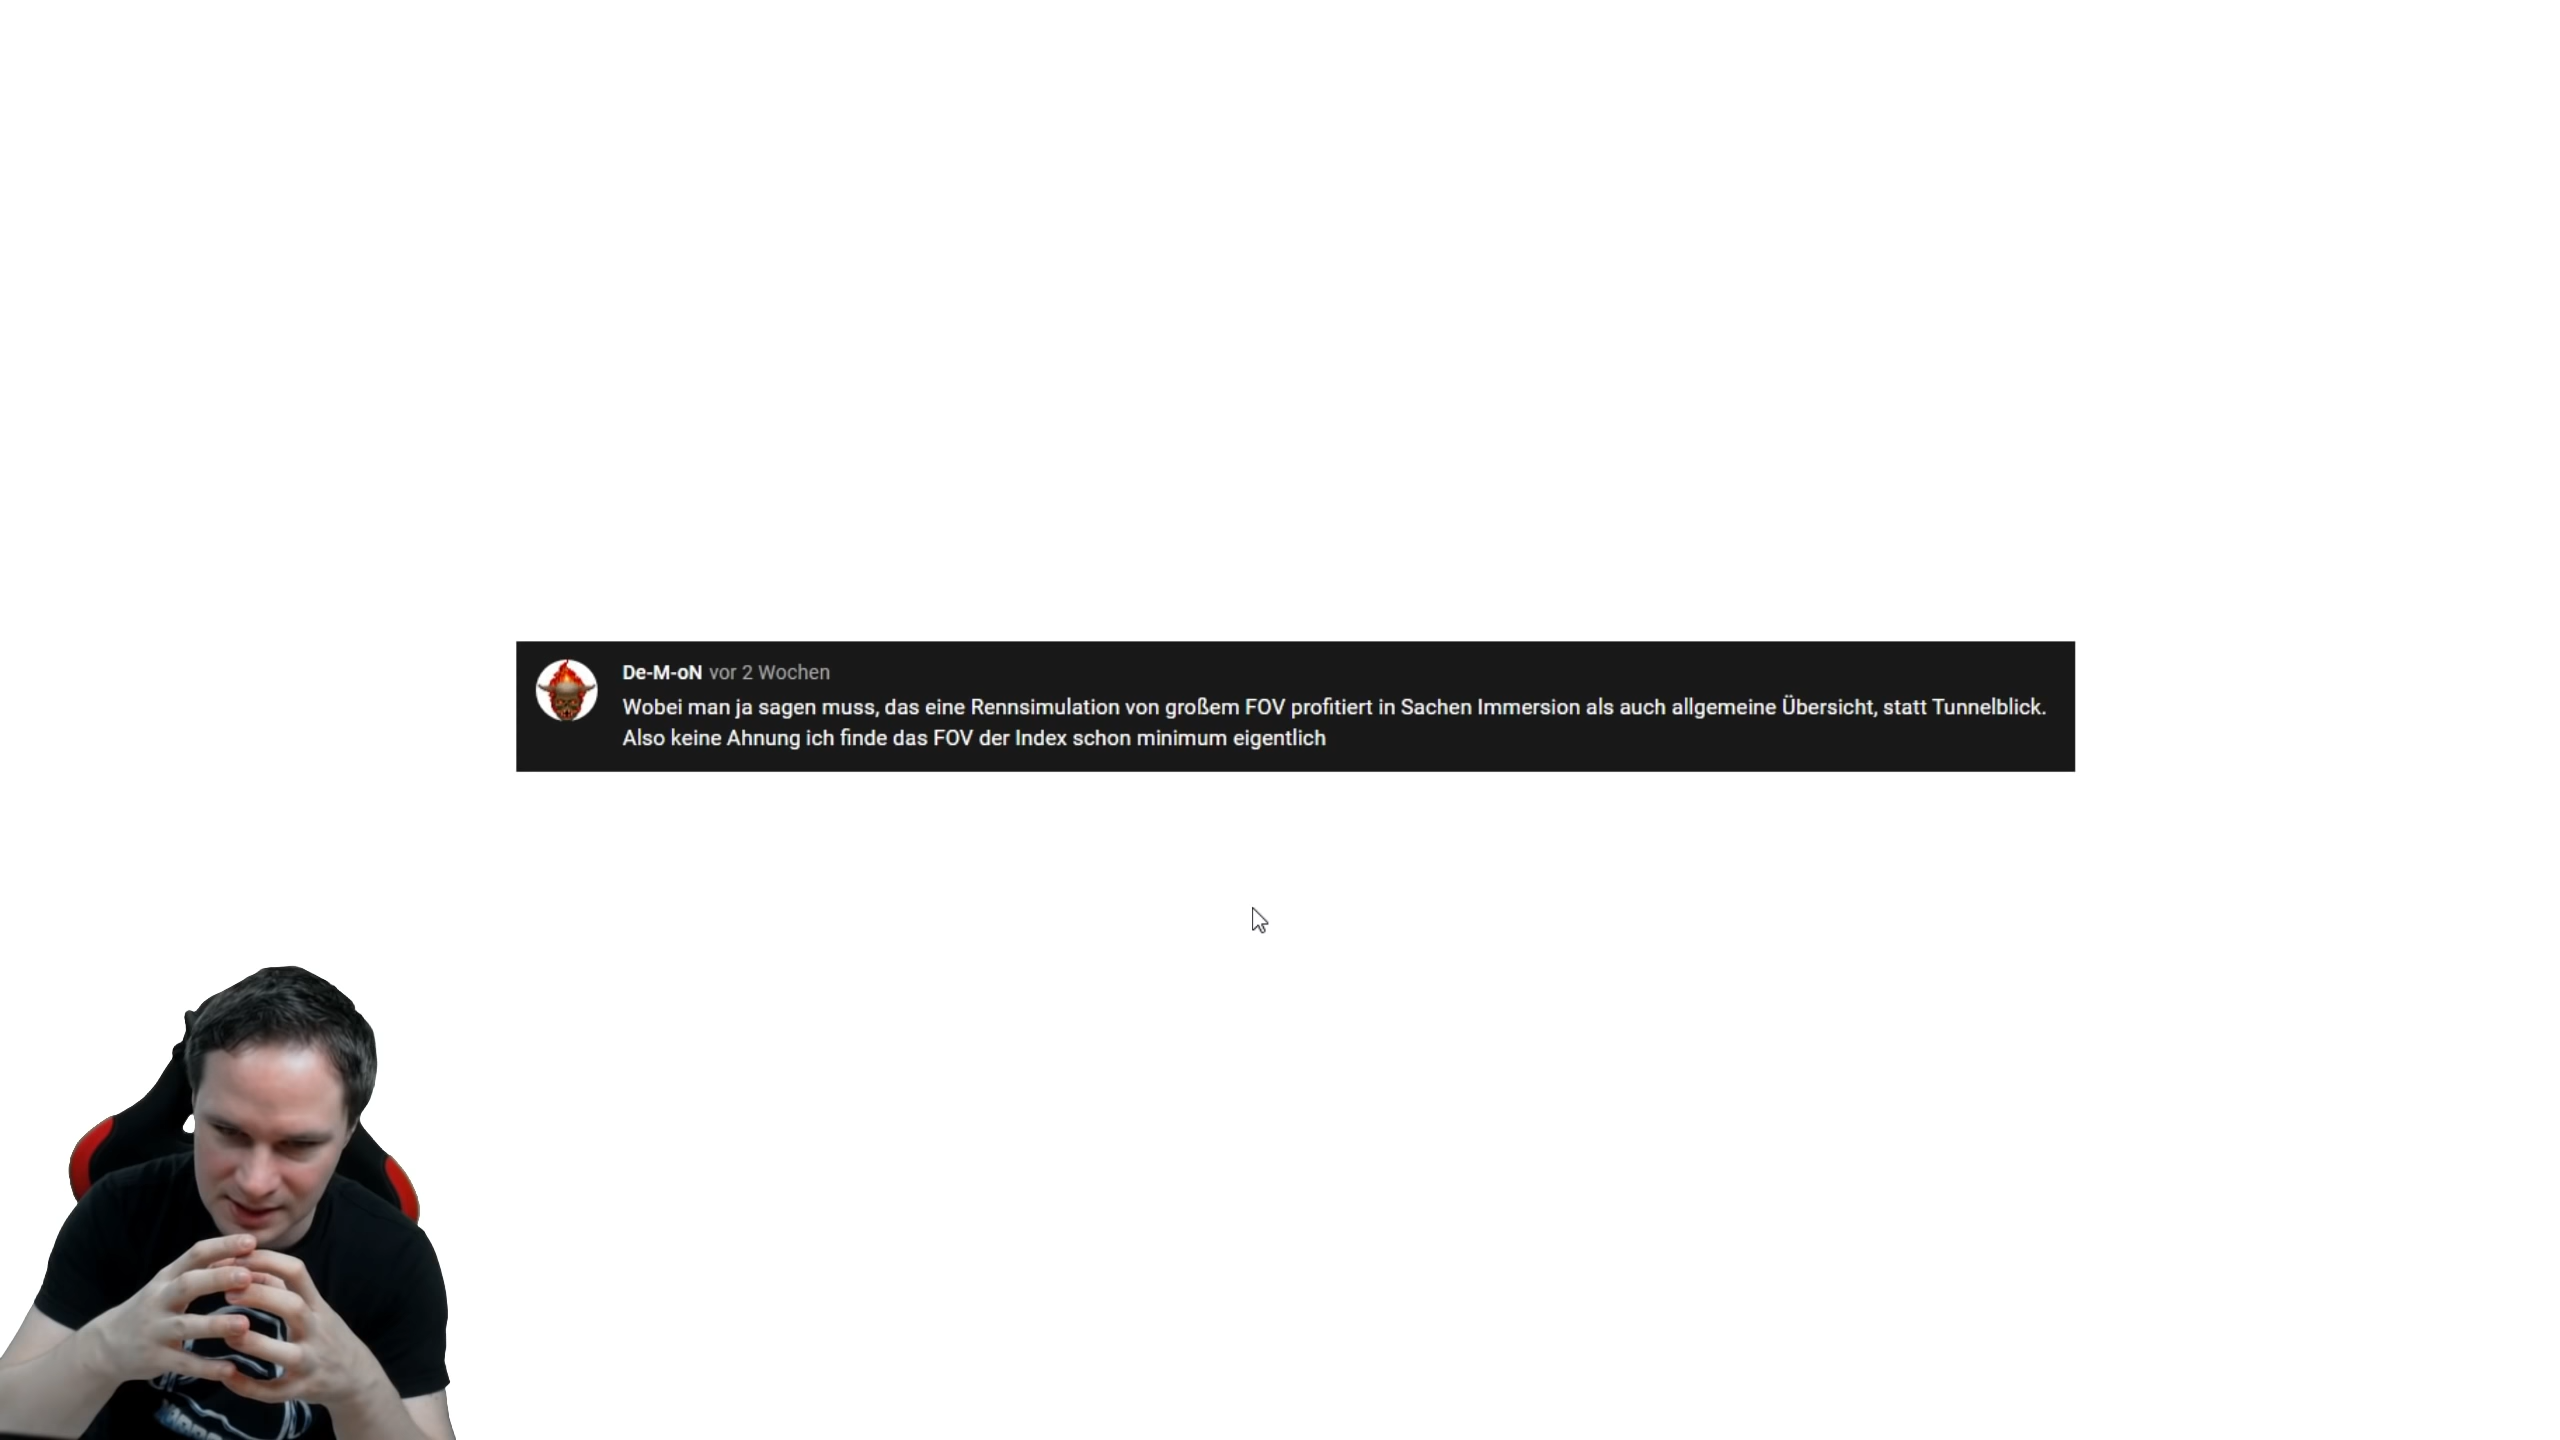 De-M-oN vor 2 Wochen
Wobei man ja sagen muss, das eine Rennsimulation von großem FOV profitiert in Sachen Immersion als auch allgemeine Übersicht, statt Tunnelblick.
Also keine Ahnung ich finde das FOV der Index schon minimum eigentlich